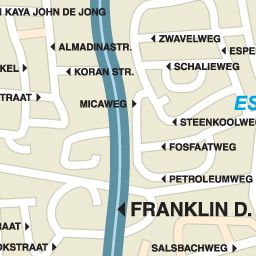 KAYA JOHN DE JONG
ZWAVELWEG
ALMADINASTR.
ESPE
KEL
KORAN STR.
SCHALIEWEG
TRAAT
MICAWEG
ES
STEENKOOLWEG
FOSFAATWEG
PETROLEUMWEG
FRANKLIN D.
TRAAT
OKSTRAAT
SALSBACHWEG